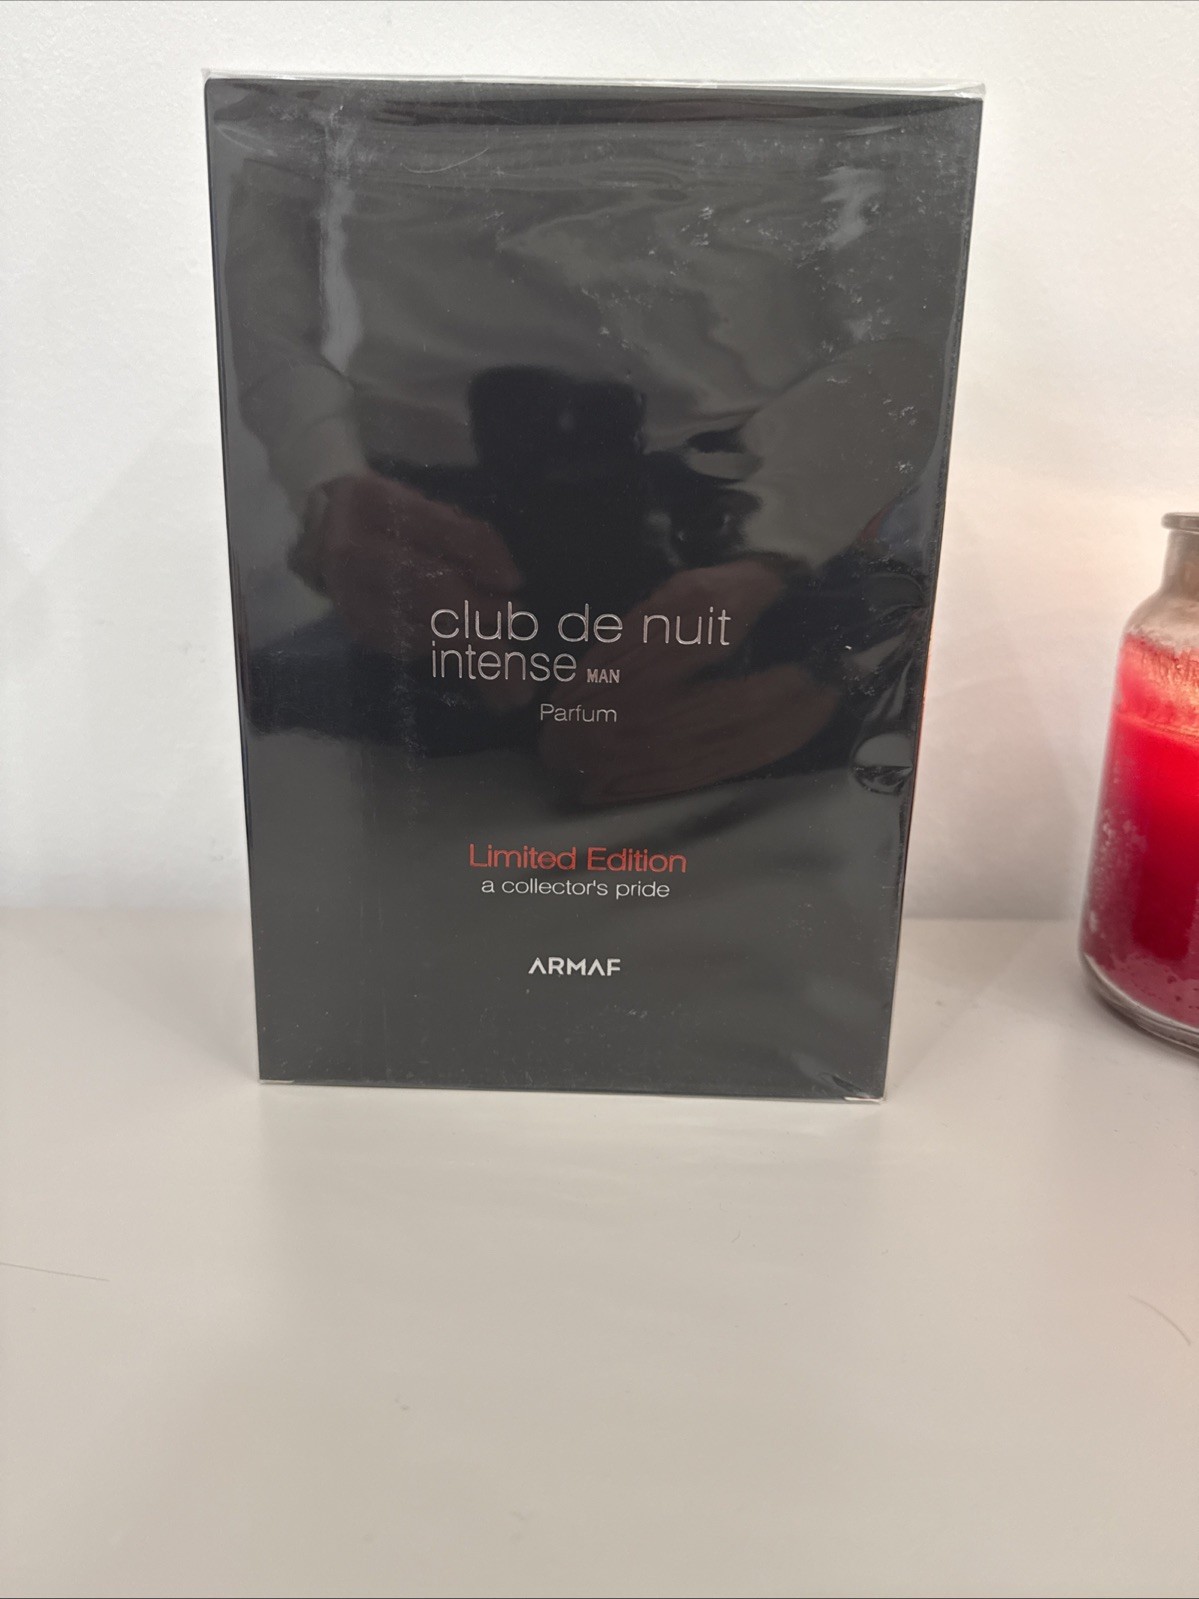 club de nuit
intense MAN
Parfum
Limited Edition
a collector's pride
ARMAF